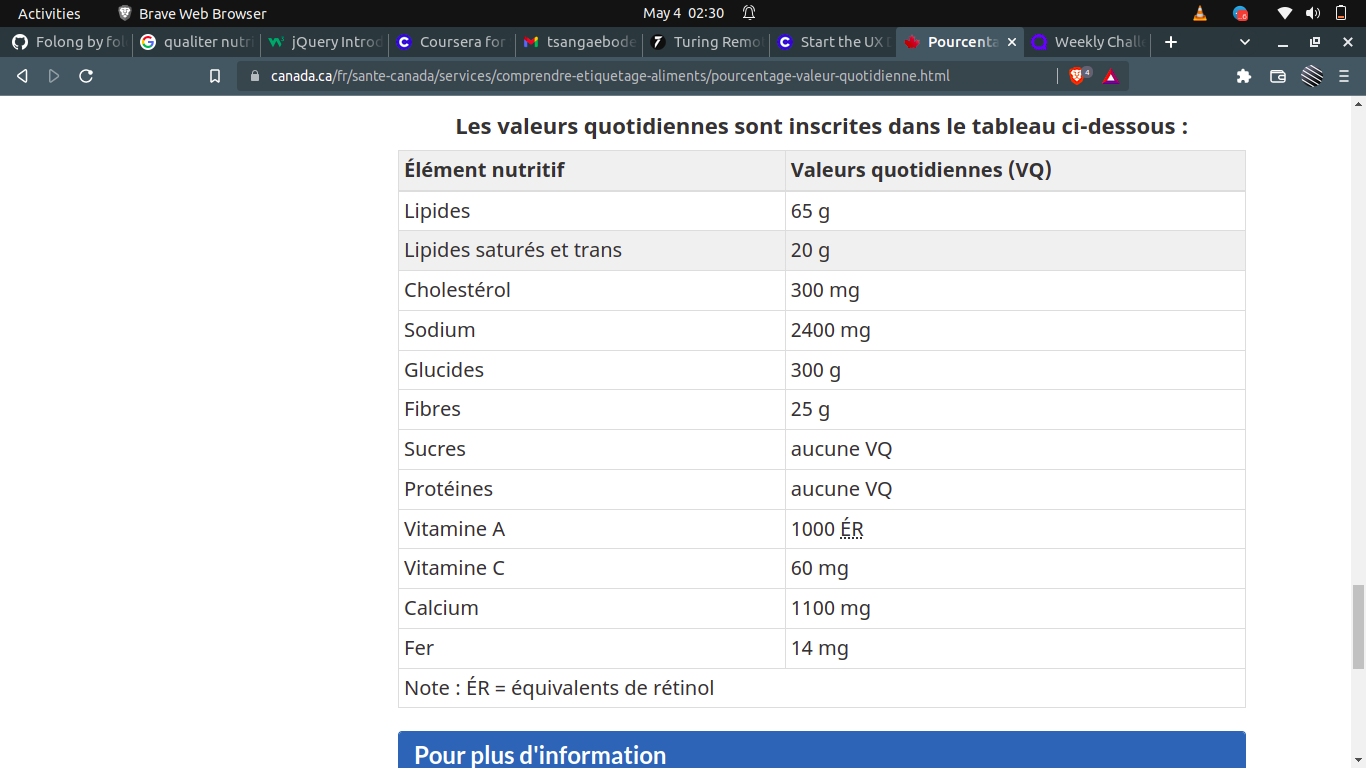 Activities Brave Web Browser May 4 02:30
Folong by fol qualiter nutri jQuery Introd Coursera for tsangaebode Turing Remo Start the UX D Pourcenta Weekly Chall
canada.ca/fr/sante-canada/services/comprendre-etiquetage-aliments/pourcentage-valeur-quotidienne.html 4
Les valeurs quotidiennes sont inscrites dans le tableau ci-dessous :
Élément nutritif Valeurs quotidiennes (VQ)
Lipides 65 g
Lipides saturés et trans 20 g
Cholestérol 300 mg
Sodium 2400 mg
Glucides 300 g
Fibres 25 g
Sucres aucune VQ
Protéines aucune VQ
Vitamine A 1000 ÉR
Vitamine C 60 mg
Calcium 1100 mg
Fer 14 mg
Note : ÉR = équivalents de rétinol
Pour plus d'information